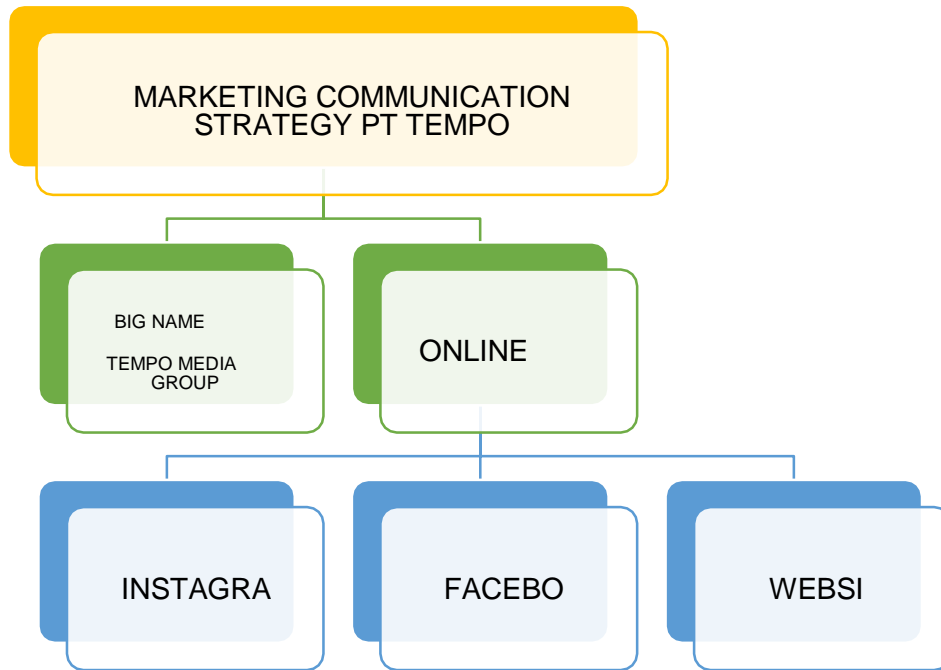 MARKETING COMMUNICATION
STRATEGY PT TEMPO
BIG NAME
TEMPO MEDIA
GROUP
ONLINE
INSTAGRA
FACEBO
WEBSI